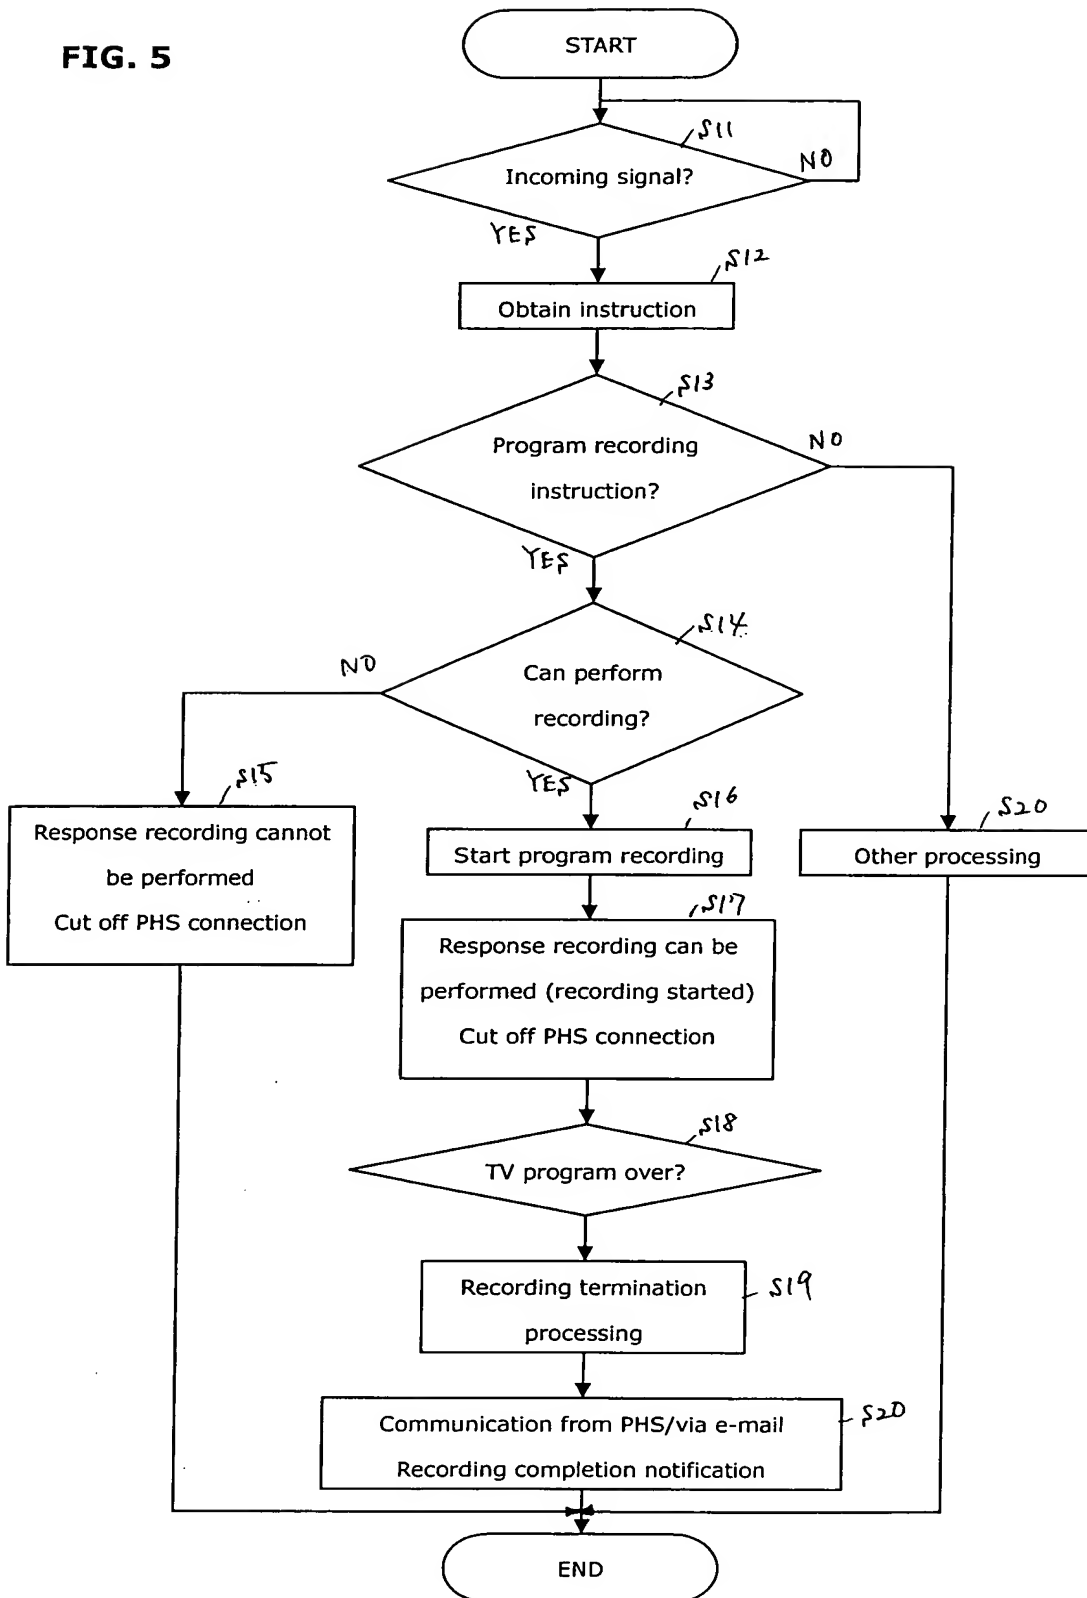 FIG. 5
START
S11
Incoming signal?
NO
YES
S12
Obtain instruction
S13
Program recording
instruction?
NO
YES
S14
Can perform
recording?
NO
YES
S15
Response recording cannot
be performed
Cut off PHS connection
S16
Start program recording
S20
Other processing
S17
Response recording can be
performed (recording started)
Cut off PHS connection
S18
TV program over?
S19
Recording termination
processing
S20
Communication from PHS/via e-mail
Recording completion notification
END